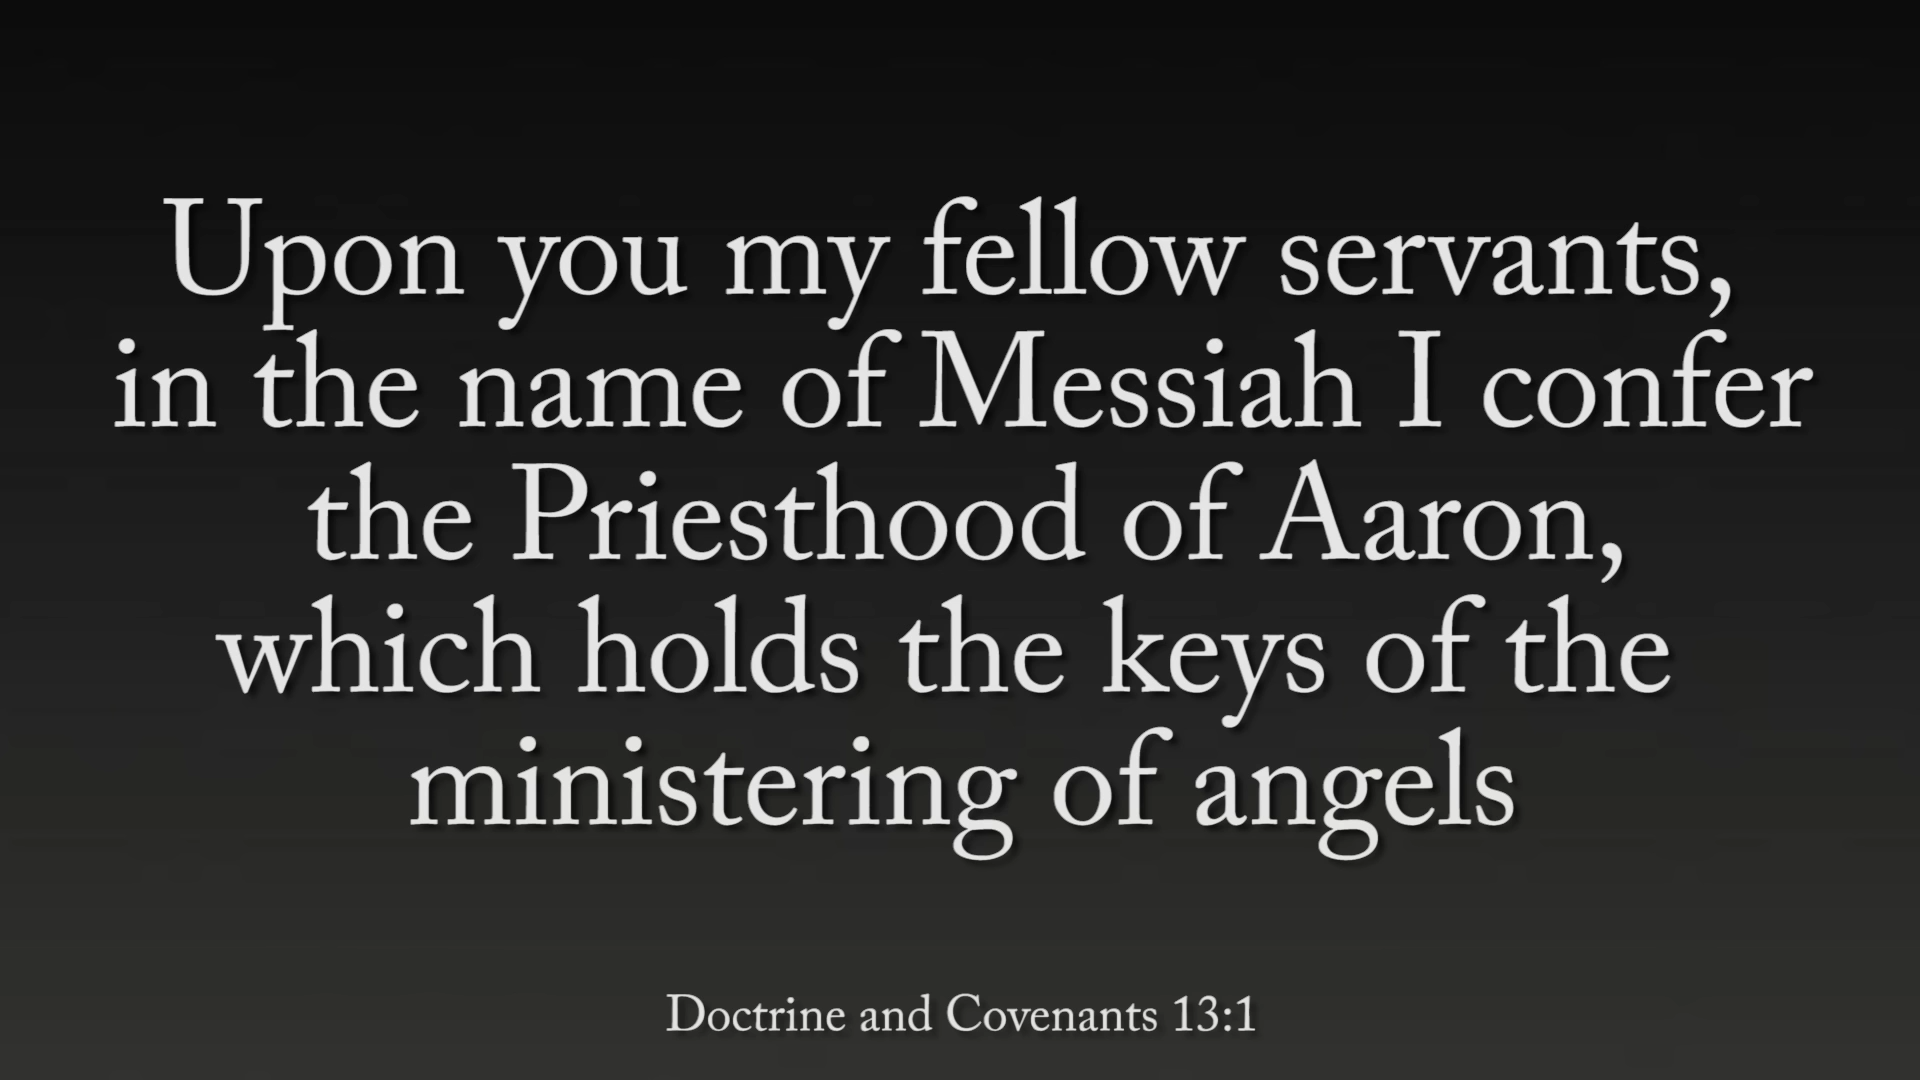 Upon you my fellow servants,
in the name of Messiah I confer
the Priesthood of Aaron,
which holds the keys of the
ministering of angels
Doctrine and Covenants 13:1